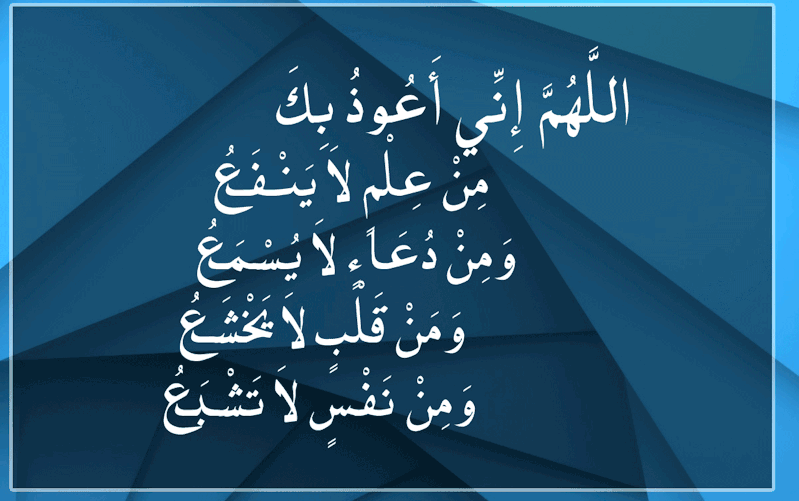 اللَّهُمَّ إِنِّي أَعُوذُ بِكَ
مِنْ عِلْمٍ لاَ يَنْفَعُ
وَمِنْ دُعَاءٍ لاَ يُسْمَعُ
وَمَنْ قَلْبٍ لاَ يَخْشَعُ
وَمِنْ نَفْسٍ لاَ تَشْبَعُ